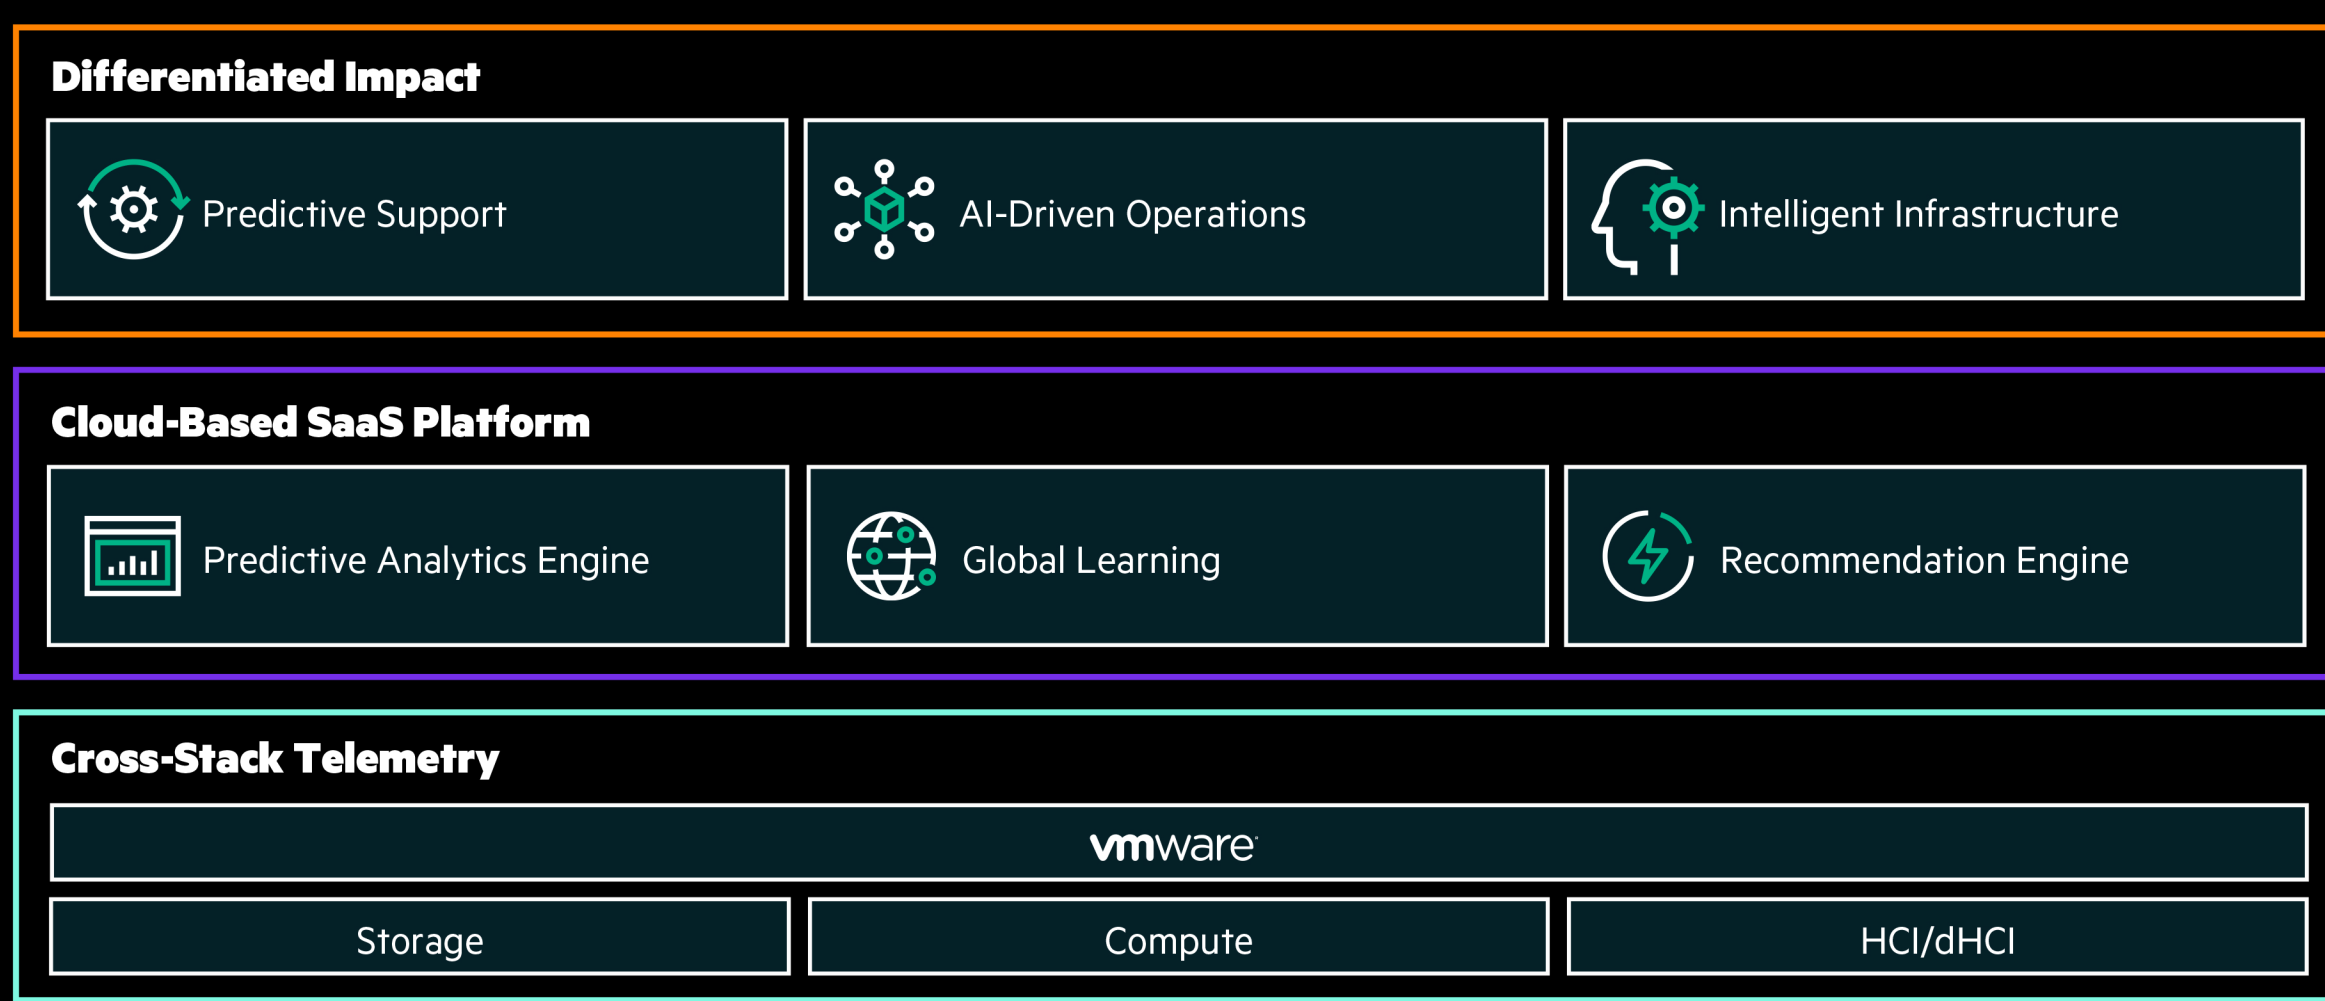 Differentiated Impact
Predictive Support
AI-Driven Operations
Intelligent Infrastructure
Cloud-Based SaaS Platform
Predictive Analytics Engine
Global Learning
Recommendation Engine
Cross-Stack Telemetry
vmware
Storage
Compute
HCI/dHCI